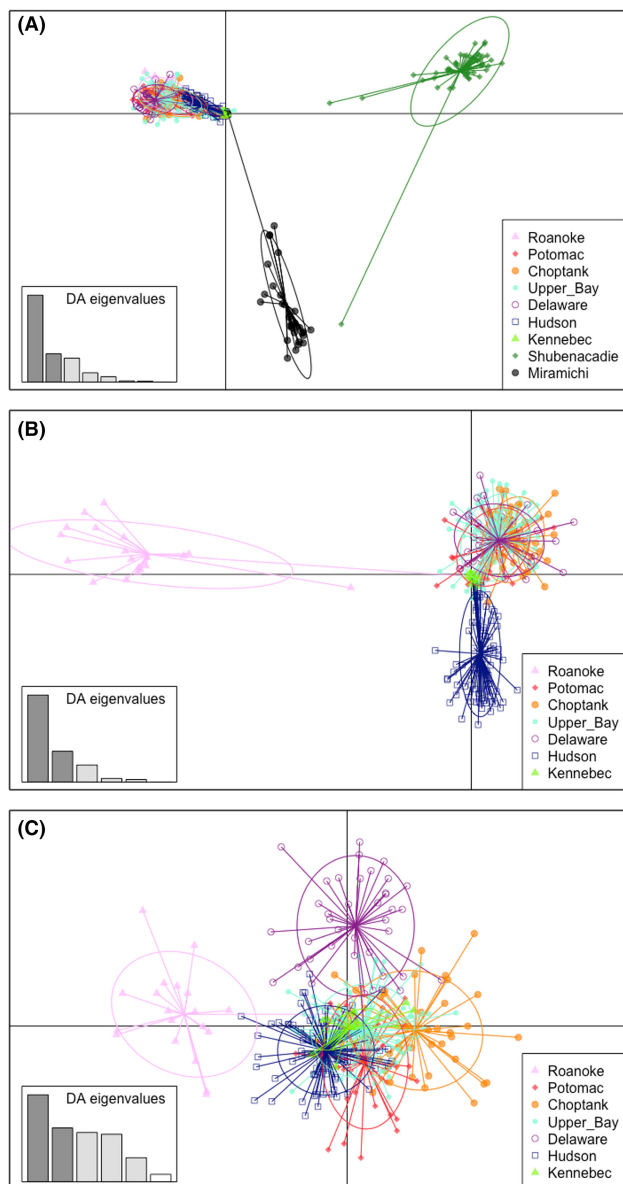 (A)
Roanoke
Potomac
Choptank
Upper_Bay
Delaware
Hudson
Kennebec
Shubenacadie
Miramichi
DA eigenvalues
(B)
Roanoke
Potomac
Choptank
Upper_Bay
Delaware
Hudson
Kennebec
DA eigenvalues
(C)
Roanoke
Potomac
Choptank
Upper_Bay
Delaware
Hudson
Kennebec
DA eigenvalues